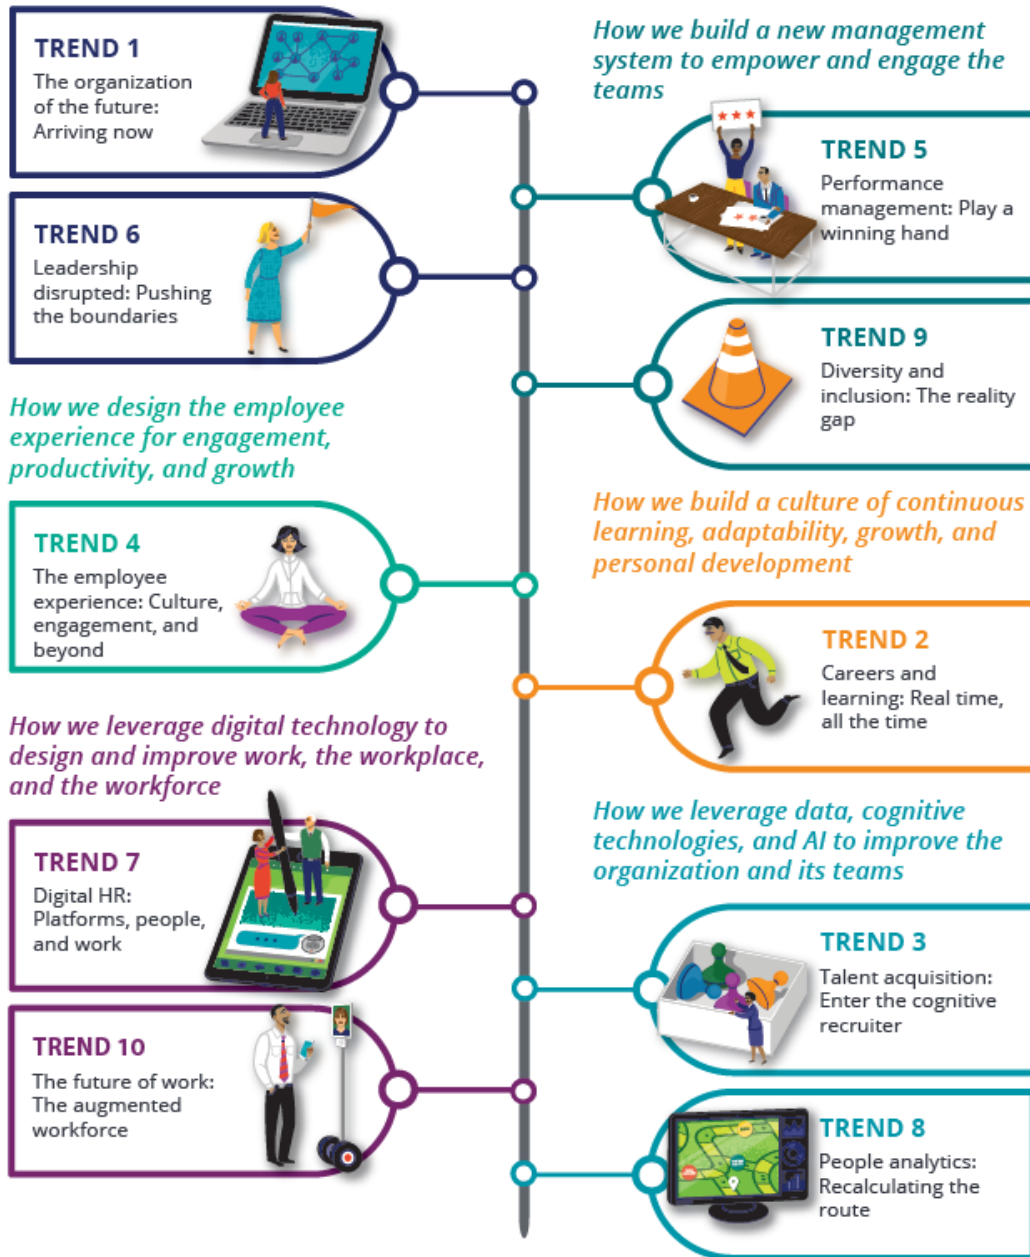 TREND 1
The organization
of the future:
Arriving now
TREND 6
Leadership
disrupted: Pushing
the boundaries
How we design the employee
experience for engagement,
productivity, and growth
TREND 4
The employee
experience: Culture,
engagement, and
beyond
How we leverage digital technology to
design and improve work, the workplace,
and the workforce
TREND 7
Digital HR:
Platforms, people,
and work
TREND 10
The future of work:
The augmented
workforce
How we build a new management
system to empower and engage the
teams
TREND 5
Performance
management: Play a
winning hand
TREND 9
Diversity and
inclusion: The reality
gap
How we build a culture of continuous
learning, adaptability, growth, and
personal development
TREND 2
Careers and
learning: Real time,
all the time
How we leverage data, cognitive
technologies, and AI to improve the
organization and its teams
TREND 3
Talent acquisition:
Enter the cognitive
recruiter
TREND 8
People analytics:
Recalculating the
route